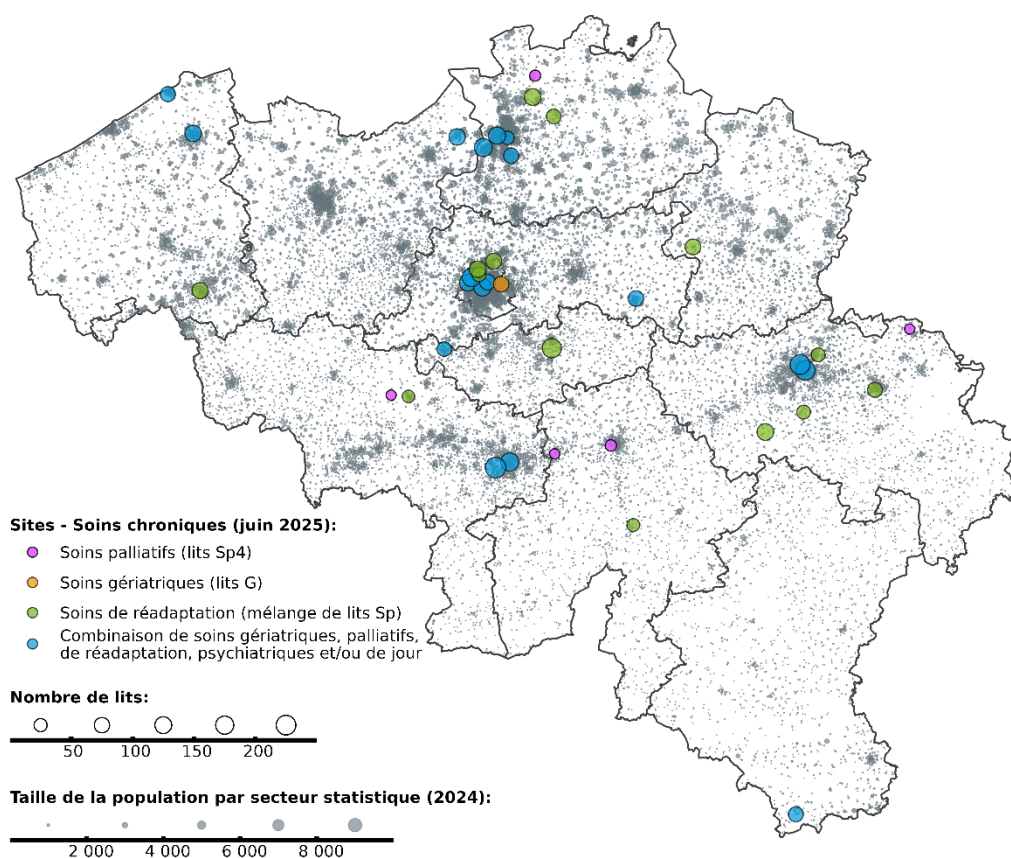 Sites - Soins chroniques (juin 2025):
Soins palliatifs (lits Sp4)
Soins gériatriques (lits G)
Soins de réadaptation (mélange de lits Sp)
Combinaison de soins gériatriques, palliatifs,
de réadaptation, psychiatriques et/ou de jour
Nombre de lits:
50 100 150 200
Taille de la population par secteur statistique (2024):
2 000 4 000 6 000 8 000